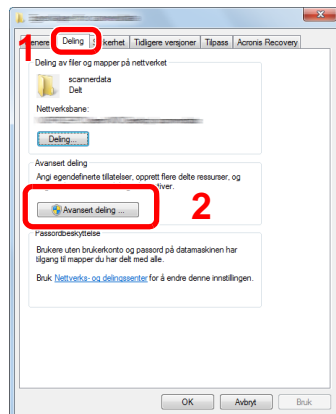 1
Deling
Sikkerhet
Tidligere versjoner
Tilpass
Acronis Recovery
Deling av filer og mapper på nettverket
scannerdata
Delt
Nettverksbane:
Deling...
Avansert deling
Angi egendefinerte tillatelser, opprett flere delte ressurser, og
Avansert deling ...
2
Passordbeskyttelse
Brukere uten brukerkonto og passord på datamaskinen har
tilgang til mapper du har delt med alle.
Bruk Nettverks- og delingssenter for å endre denne innstillingen.
OK
Avbryt
Bruk